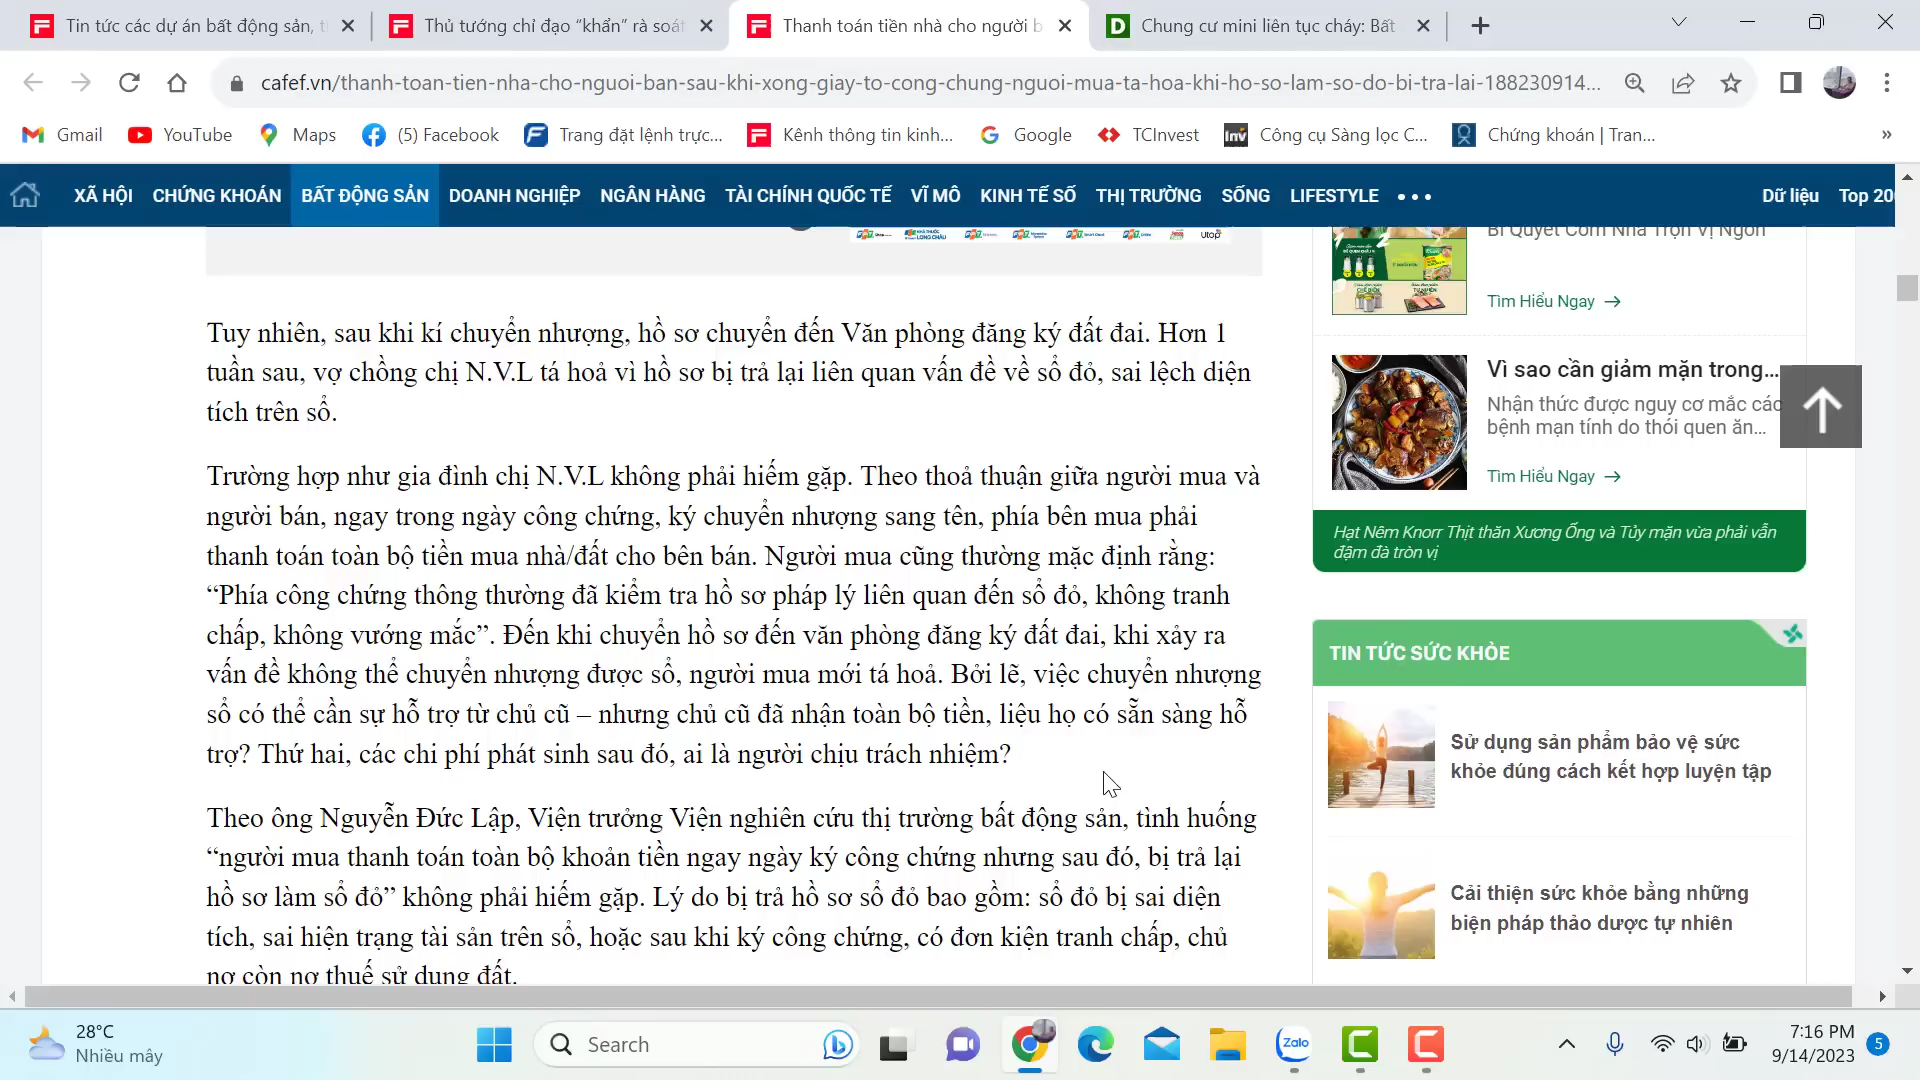 Tin tức các dự án bất động sản, t
Thủ tướng chỉ đạo “khẩn” rà soát
Thanh toán tiền nhà cho người b
Chung cư mini liên tục cháy: Bất
cafef.vn/thanh-toan-tien-nha-cho-nguoi-ban-sau-khi-xong-giay-to-cong-chung-nguoi-mua-ta-hoa-khi-ho-so-lam-so-do-bi-tra-lai-188230914...
Gmail
YouTube
Maps
(5) Facebook
Trang đặt lệnh trực...
Kênh thông tin kinh...
Google
TCInvest
Công cụ Sàng lọc C...
Chứng khoán | Tran...
XÃ HỘI
CHỨNG KHOÁN
BẤT ĐỘNG SẢN
DOANH NGHIỆP
NGÂN HÀNG
TÀI CHÍNH QUỐC TẾ
VĨ MÔ
KINH TẾ SỐ
THỊ TRƯỜNG
SỐNG
LIFESTYLE
Dữ liệu
Top 20
Utop
Tuy nhiên, sau khi kí chuyển nhượng, hồ sơ chuyển đến Văn phòng đăng ký đất đai. Hơn 1
tuần sau, vợ chồng chị N.V.L tá hoả vì hồ sơ bị trả lại liên quan vấn đề về sổ đỏ, sai lệch diện
tích trên sổ.
Trường hợp như gia đình chị N.V.L không phải hiếm gặp. Theo thoả thuận giữa người mua và
người bán, ngay trong ngày công chứng, ký chuyển nhượng sang tên, phía bên mua phải
thanh toán toàn bộ tiền mua nhà/đất cho bên bán. Người mua cũng thường mặc định rằng:
“Phía công chứng thông thường đã kiểm tra hồ sơ pháp lý liên quan đến sổ đỏ, không tranh
chấp, không vướng mắc”. Đến khi chuyển hồ sơ đến văn phòng đăng ký đất đai, khi xảy ra
vấn đề không thể chuyển nhượng được sổ, người mua mới tá hoả. Bởi lẽ, việc chuyển nhượng
sổ có thể cần sự hỗ trợ từ chủ cũ – nhưng chủ cũ đã nhận toàn bộ tiền, liệu họ có sẵn sàng hỗ
trợ? Thứ hai, các chi phí phát sinh sau đó, ai là người chịu trách nhiệm?
Theo ông Nguyễn Đức Lập, Viện trưởng Viện nghiên cứu thị trường bất động sản, tình huống
“người mua thanh toán toàn bộ khoản tiền ngay ngày ký công chứng nhưng sau đó, bị trả lại
hồ sơ làm sổ đỏ” không phải hiếm gặp. Lý do bị trả hồ sơ sổ đỏ bao gồm: sổ đỏ bị sai diện
tích, sai hiện trạng tài sản trên sổ, hoặc sau khi ký công chứng, có đơn kiện tranh chấp, chủ
nợ còn nợ thuế sử dụng đất.
Bí Quyết Cơm Nhà Trọn Vị Ngon
Tìm Hiểu Ngay
Vì sao cần giảm mặn trong...
Nhận thức được nguy cơ mắc các
bệnh mạn tính do thói quen ăn...
Tìm Hiểu Ngay
Hạt Nêm Knorr Thịt thăn Xương Ống và Tủy mặn vừa phải vẫn
đậm đà tròn vị
TIN TỨC SỨC KHỎE
Sử dụng sản phẩm bảo vệ sức
khỏe đúng cách kết hợp luyện tập
Cải thiện sức khỏe bằng những
biện pháp thảo dược tự nhiên
28°C
Nhiều mây
Search
Zalo
7:16 PM
9/14/2023
5